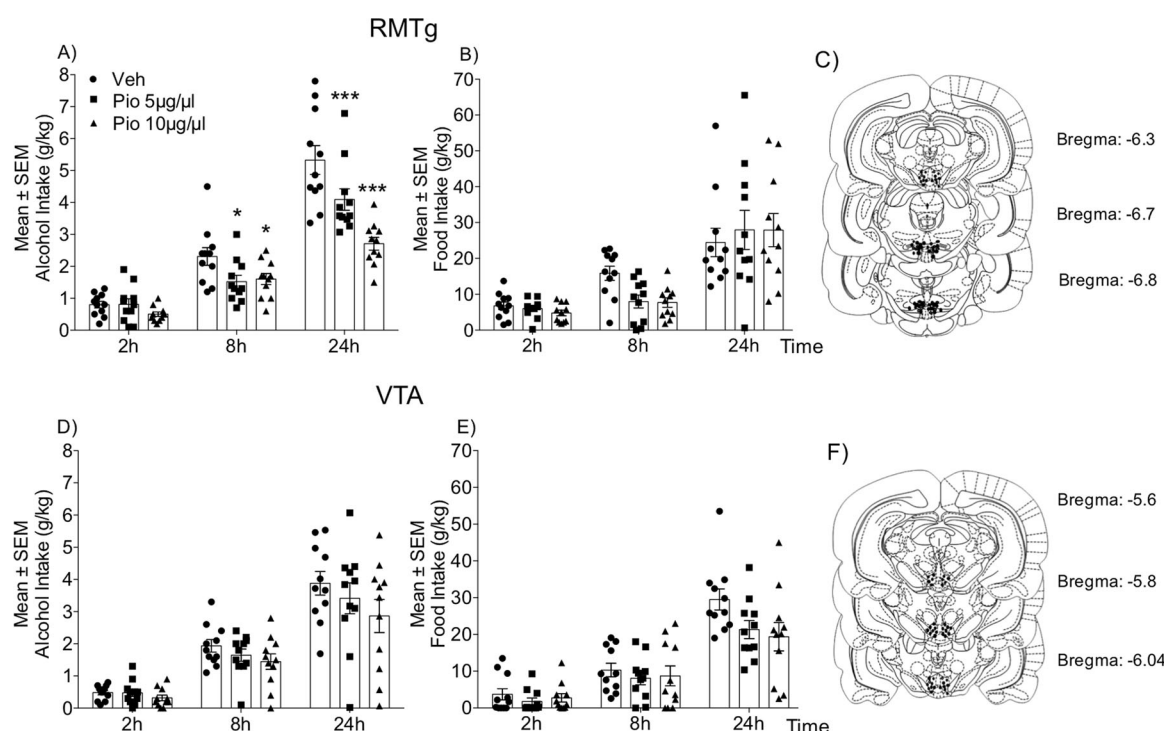 RMTg
A)
Mean ± SEM
Alcohol Intake (g/kg)
8
7
6
5
4
3
2
1
0
Veh
Pio 5µg/µl
Pio 10µg/µl
*
*
***
***
2h
8h
24h
B)
Mean ± SEM
Food Intake (g/kg)
70
60
50
40
30
20
10
0
2h
8h
24h
Time
C)
Bregma: -6.3
Bregma: -6.7
Bregma: -6.8
VTA
D)
Mean ± SEM
Alcohol Intake (g/kg)
8
7
6
5
4
3
2
1
0
2h
8h
24h
E)
Mean ± SEM
Food Intake (g/kg)
70
60
50
40
30
20
10
0
2h
8h
24h
Time
F)
Bregma: -5.6
Bregma: -5.8
Bregma: -6.04